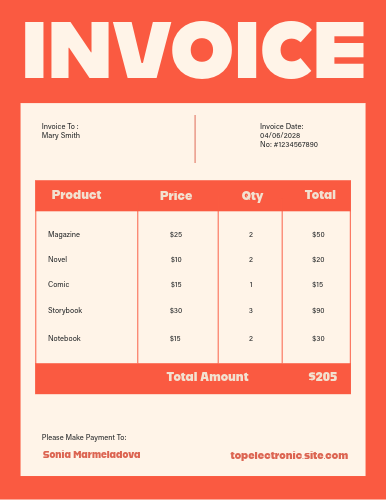 INVOICE
Invoice To :
Mary Smith
Invoice Date:
04/06/2028
No: #1234567890
Product Price Qty Total
Magazine $25 2 $50
Novel $10 2 $20
Comic $15 1 $15
Storybook $30 3 $90
Notebook $15 2 $30
Total Amount $205
Please Make Payment To:
Sonia Marmeladova
topelectronic.site.com